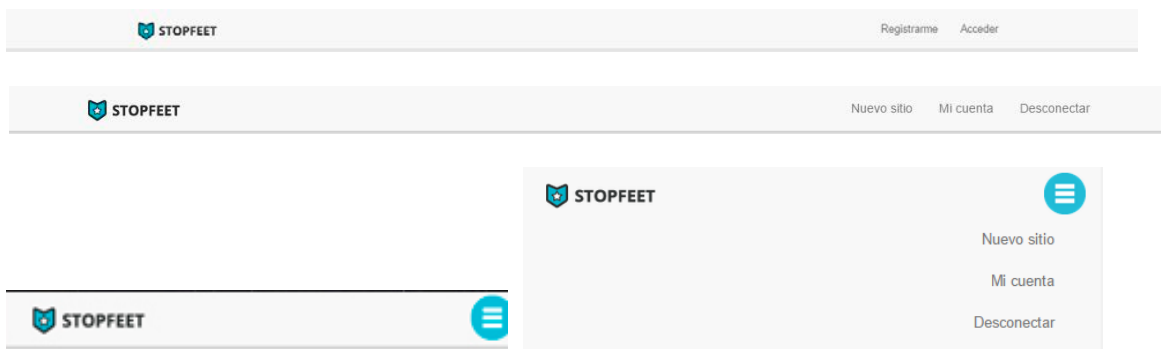 STOPFEET Registrarme Acceder
STOPFEET Nuevo sitio Mi cuenta Desconectar
STOPFEET
Nuevo sitio
Mi cuenta
Desconectar
STOPFEET